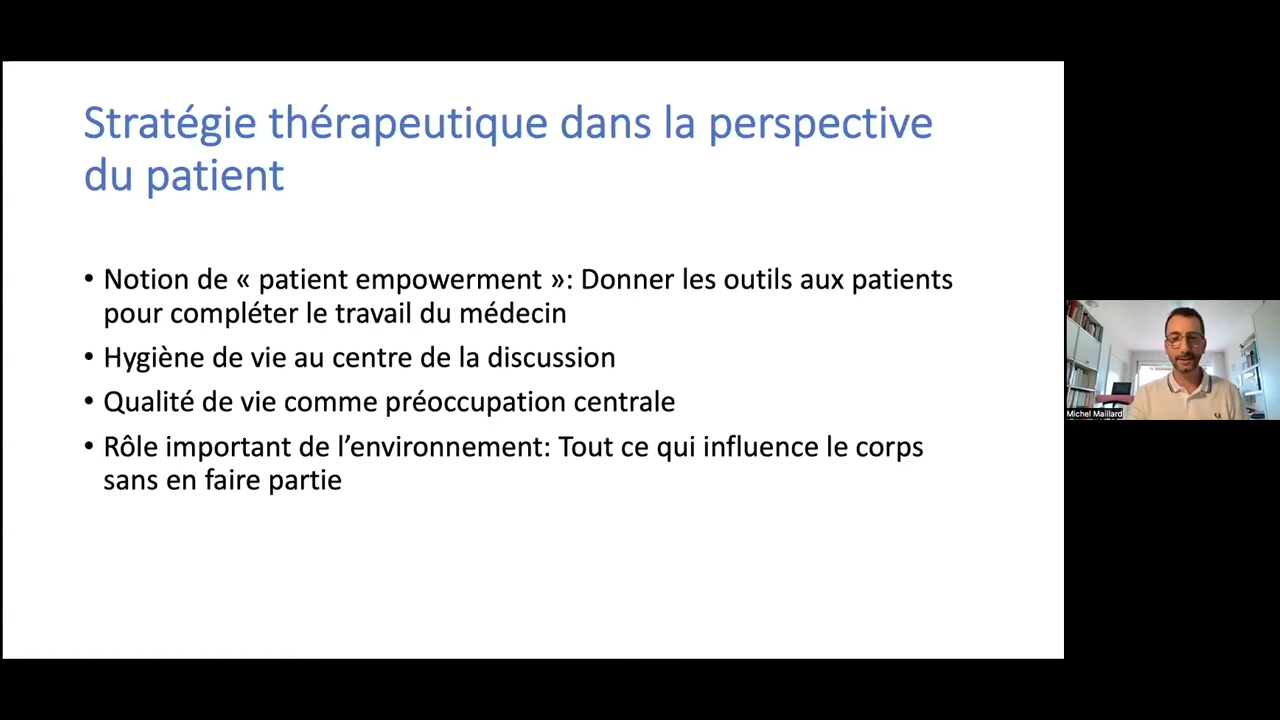 Stratégie thérapeutique dans la perspective
du patient
• Notion de « patient empowerment »: Donner les outils aux patients
pour compléter le travail du médecin
• Hygiène de vie au centre de la discussion
• Qualité de vie comme préoccupation centrale
• Rôle important de l’environnement: Tout ce qui influence le corps
sans en faire partie
Michel Maillard